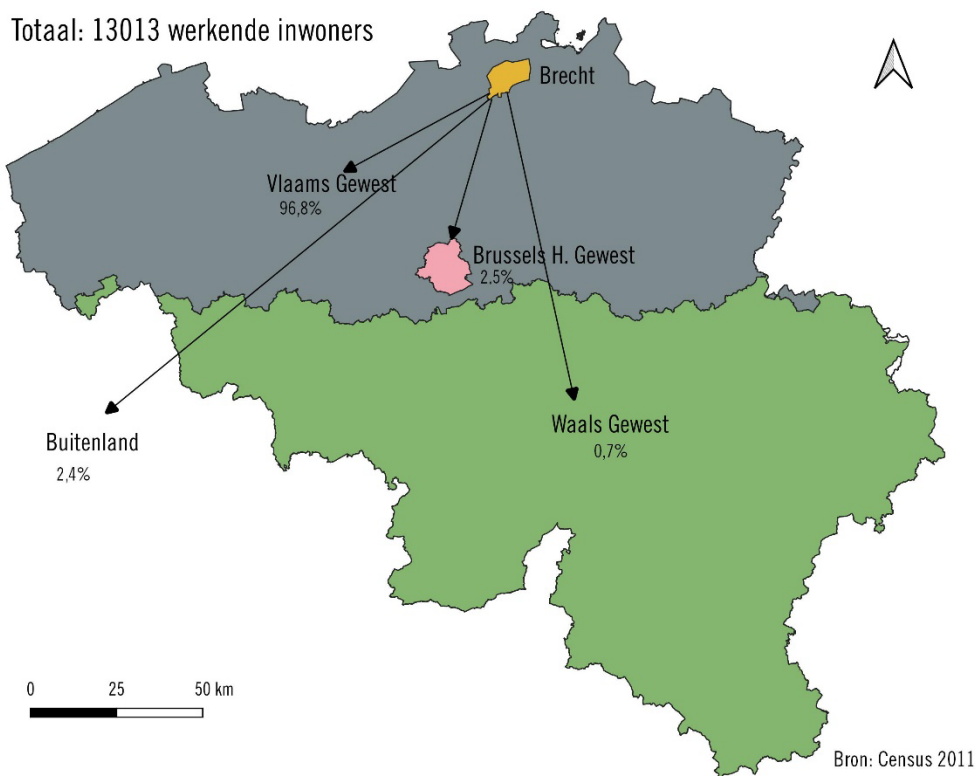 Totaal: 13013 werkende inwoners
Brecht
Vlaams Gewest
96,8%
Brussels H. Gewest
2.5%
Waals Gewest
0,7%
Buitenland
2,4%
0 25 50 km
Bron: Census 2011